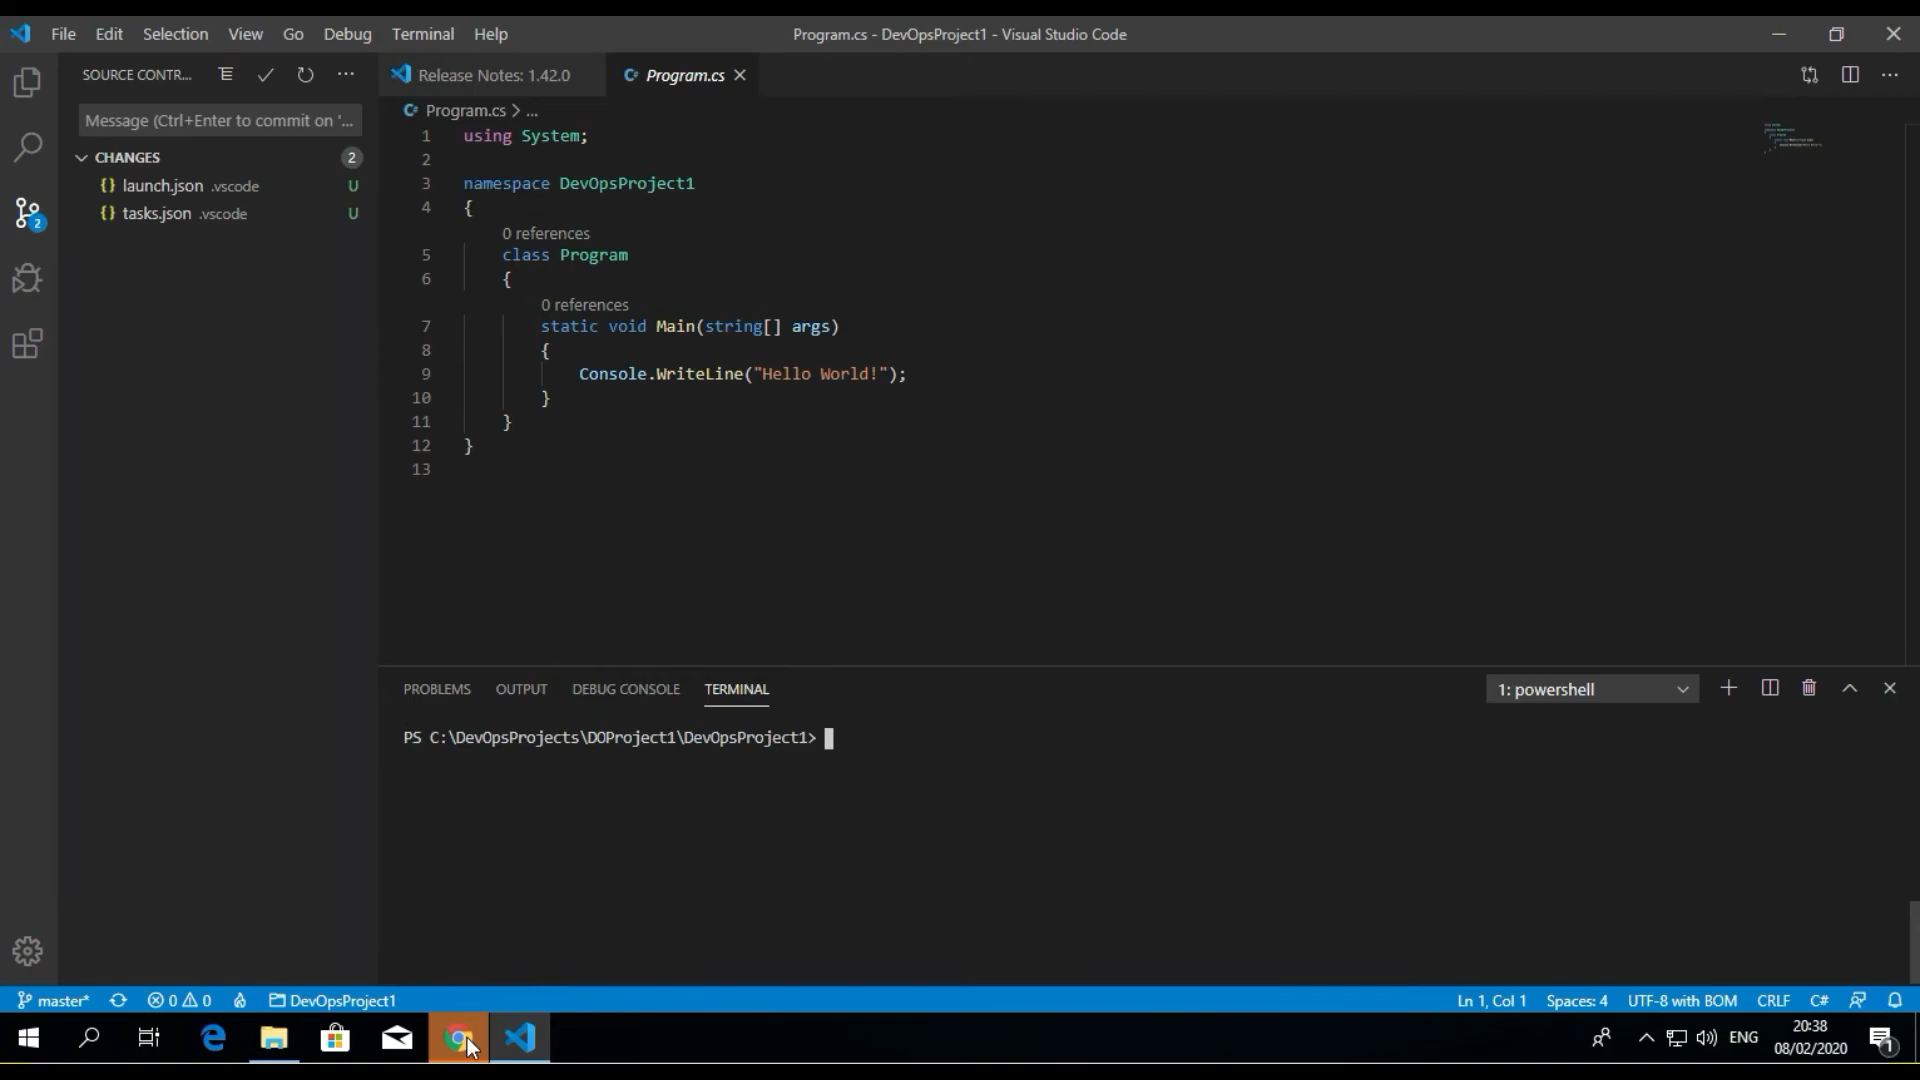 File Edit Selection View Go Debug Terminal Help
Program.cs - DevOpsProject1 - Visual Studio Code
SOURCE CONTR...
Message (Ctrl+Enter to commit on '...
CHANGES 2
launch.json .vscode U
tasks.json .vscode U
2
Release Notes: 1.42.0
Program.cs
Program.cs > ...
1 using System;
2
3 namespace DevOpsProject1
4 {
0 references
5 class Program
6 {
0 references
7 static void Main(string[] args)
8 {
9 Console.WriteLine("Hello World!");
10 }
11 }
12 }
13
PROBLEMS OUTPUT DEBUG CONSOLE TERMINAL
1: powershell
PS C:\DevOpsProjects\DOProject1\DevOpsProject1>
master* 0 0 DevOpsProject1
Ln 1, Col 1 Spaces: 4 UTF-8 with BOM CRLF C#
ENG
20:38
08/02/2020
1